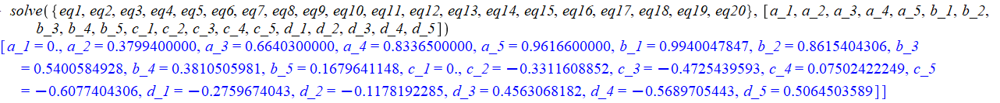 solve({eq1, eq2, eq3, eq4, eq5, eq6, eq7, eq8, eq9, eq10, eq11, eq12, eq13, eq14, eq15, eq16, eq17, eq18, eq19, eq20}, [a_1, a_2, a_3, a_4, a_5, b_1, b_2,
b_3, b_4, b_5, c_1, c_2, c_3, c_4, c_5, d_1, d_2, d_3, d_4, d_5])
[a_1 = 0., a_2 = 0.3799400000, a_3 = 0.6640300000, a_4 = 0.8336500000, a_5 = 0.9616600000, b_1 = 0.9940047847, b_2 = 0.8615404306, b_3
= 0.5400584928, b_4 = 0.3810505981, b_5 = 0.1679641148, c_1 = 0., c_2 = −0.3311608852, c_3 = −0.4725439593, c_4 = 0.07502422249, c_5
= −0.6077404306, d_1 = −0.2759674043, d_2 = −0.1178192285, d_3 = 0.4563068182, d_4 = −0.5689705443, d_5 = 0.5064503589]]